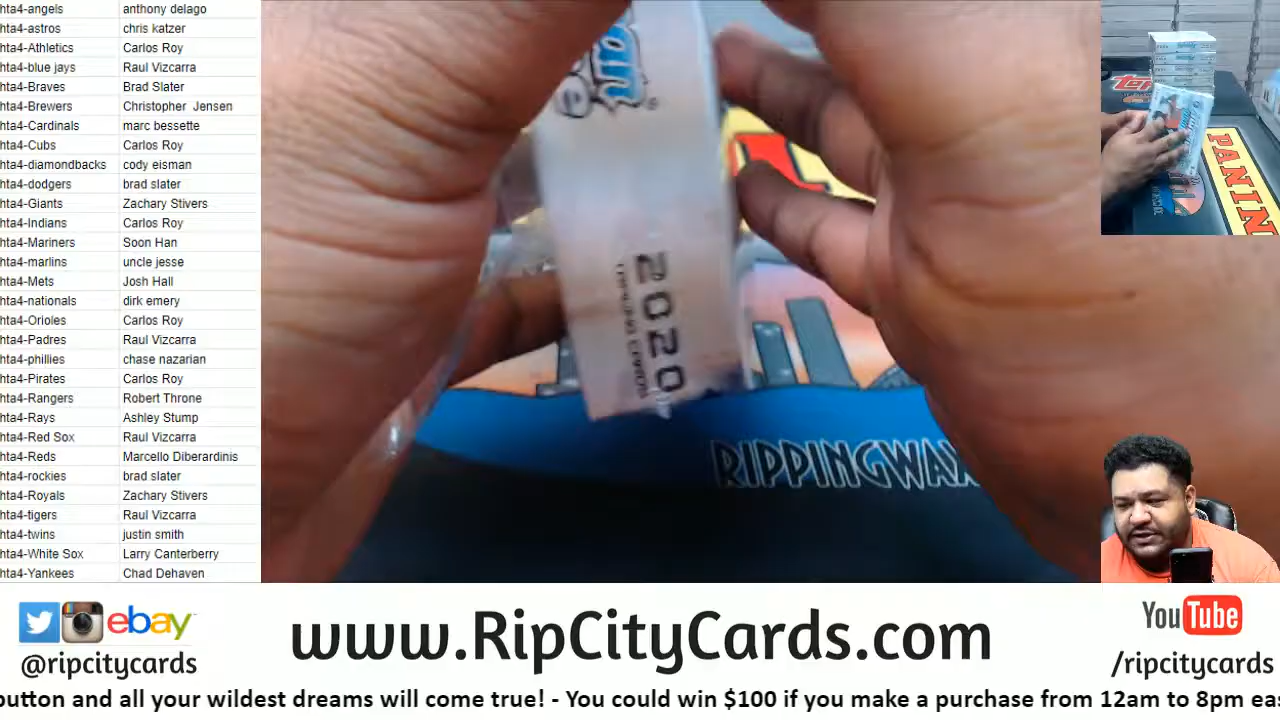 hta4-angels anthony delago
hta4-astros chris katzer
hta4-Athletics Carlos Roy
hta4-blue jays Raul Vizcarra
hta4-Braves Brad Slater
hta4-Brewers Christopher Jensen
hta4-Cardinals marc bessette
hta4-Cubs Carlos Roy
hta4-diamondbacks cody eisman
hta4-dodgers brad slater
hta4-Giants Zachary Stivers
hta4-Indians Carlos Roy
hta4-Mariners Soon Han
hta4-marlins uncle jesse
hta4-Mets Josh Hall
hta4-nationals dirk emery
hta4-Orioles Carlos Roy
hta4-Padres Raul Vizcarra
hta4-phillies chase nazarian
hta4-Pirates Carlos Roy
hta4-Rangers Robert Throne
hta4-Rays Ashley Stump
hta4-Red Sox Raul Vizcarra
hta4-Reds Marcello Diberardinis
hta4-rockies brad slater
hta4-Royals Zachary Stivers
hta4-tigers Raul Vizcarra
hta4-twins justin smith
hta4-White Sox Larry Canterberry
hta4-Yankees Chad Dehaven
2020
RIPPINGWAX
PANINI
ebay
@ripcitycards
www.RipCityCards.com
YouTube
/ripcitycards
button and all your wildest dreams will come true! - You could win $100 if you make a purchase from 12am to 8pm eas